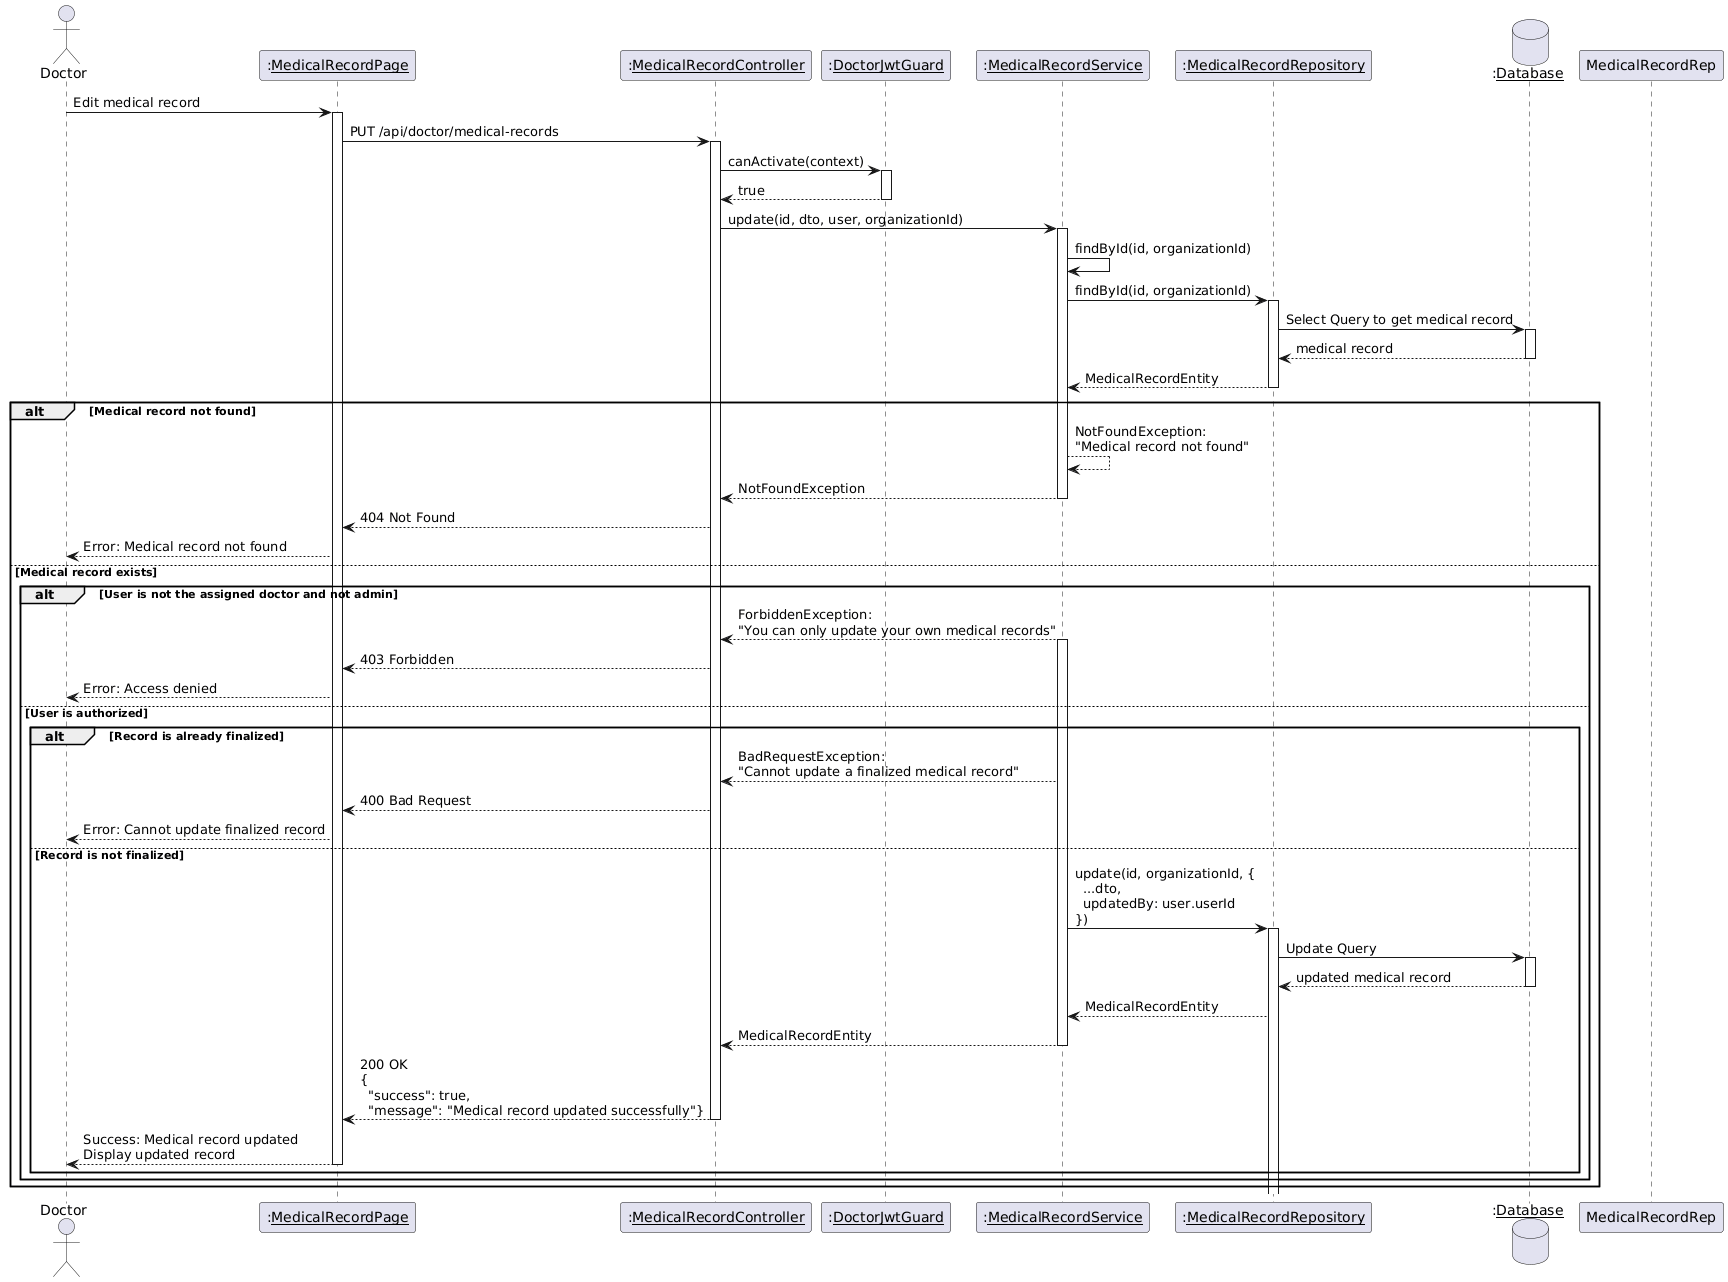 Doctor
:MedicalRecordPage
:MedicalRecordController
:DoctorJwtGuard
:MedicalRecordService
:MedicalRecordRepository
:Database
MedicalRecordRep
Edit medical record
PUT /api/doctor/medical-records
canActivate(context)
true
update(id, dto, user, organizationId)
findById(id, organizationId)
findById(id, organizationId)
Select Query to get medical record
medical record
MedicalRecordEntity
alt [Medical record not found]
NotFoundException:
"Medical record not found"
NotFoundException
404 Not Found
Error: Medical record not found
[Medical record exists]
alt [User is not the assigned doctor and not admin]
ForbiddenException:
"You can only update your own medical records"
403 Forbidden
Error: Access denied
[User is authorized]
alt [Record is already finalized]
BadRequestException:
"Cannot update a finalized medical record"
400 Bad Request
Error: Cannot update finalized record
[Record is not finalized]
update(id, organizationId, {
...dto,
updatedBy: user.userId
})
Update Query
updated medical record
MedicalRecordEntity
MedicalRecordEntity
200 OK
{
"success": true,
"message": "Medical record updated successfully"}
Success: Medical record updated
Display updated record
Doctor
:MedicalRecordPage
:MedicalRecordController
:DoctorJwtGuard
:MedicalRecordService
:MedicalRecordRepository
:Database
MedicalRecordRep